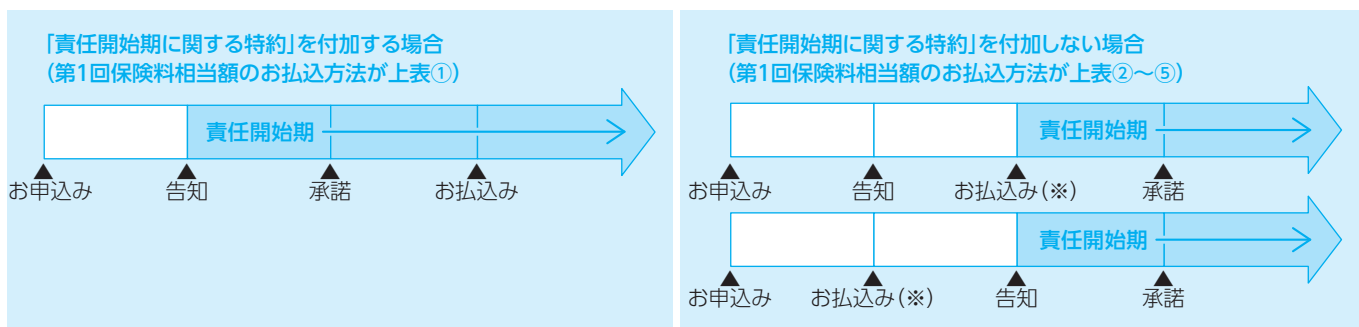 「責任開始期に関する特約」を付加する場合
（第1回保険料相当額のお払込方法が上表①）
責任開始期
お申込み 告知 承諾 お払込み
「責任開始期に関する特約」を付加しない場合
（第1回保険料相当額のお払込方法が上表②～⑤）
責任開始期
お申込み 告知 お払込み（※） 承諾
責任開始期
お申込み お払込み（※） 告知 承諾